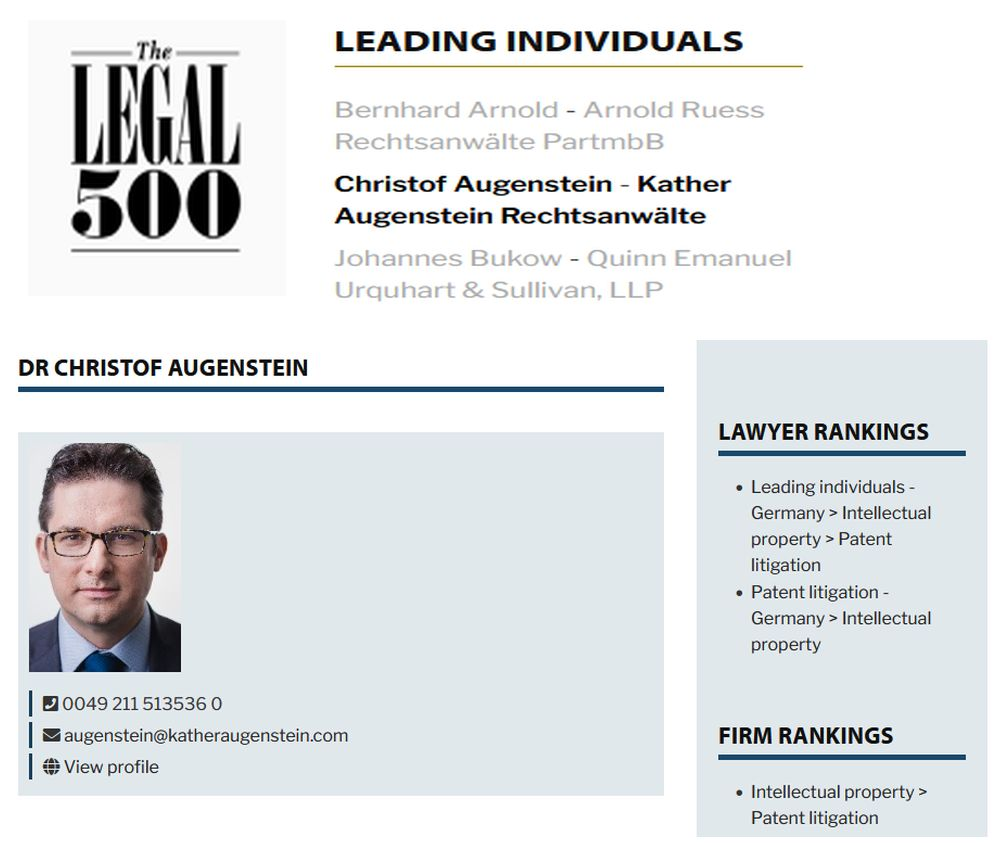 The
LEGAL
500
LEADING INDIVIDUALS
Bernhard Arnold - Arnold Ruess
Rechtsanwälte PartmbB
Christof Augenstein - Kather
Augenstein Rechtsanwälte
Johannes Bukow - Quinn Emanuel
Urquhart & Sullivan, LLP
DR CHRISTOF AUGENSTEIN
0049 211 513536 0
augenstein@katheraugenstein.com
View profile
LAWYER RANKINGS
• Leading individuals -
Germany > Intellectual
property > Patent
litigation
• Patent litigation -
Germany > Intellectual
property
FIRM RANKINGS
• Intellectual property >
Patent litigation